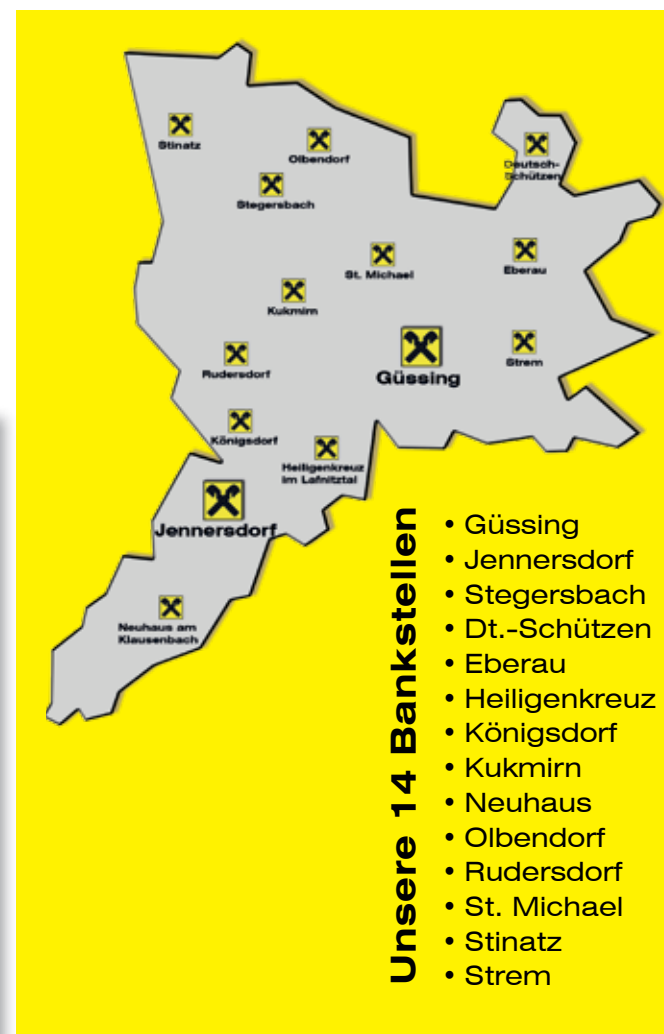 Stinatz
Olbendorf
Deutsch-
Schützen
Stegersbach
St. Michael
Eberau
Kukmirn
Rudersdorf
Güssing
Strem
Königsdorf
Heiligenkreuz
im Lafnitztal
Jennersdorf
Neuhaus am
Klausenbach
Unsere 14 Bankstellen
• Güssing
• Jennersdorf
• Stegersbach
• Dt.-Schützen
• Eberau
• Heiligenkreuz
• Königsdorf
• Kukmirn
• Neuhaus
• Olbendorf
• Rudersdorf
• St. Michael
• Stinatz
• Strem